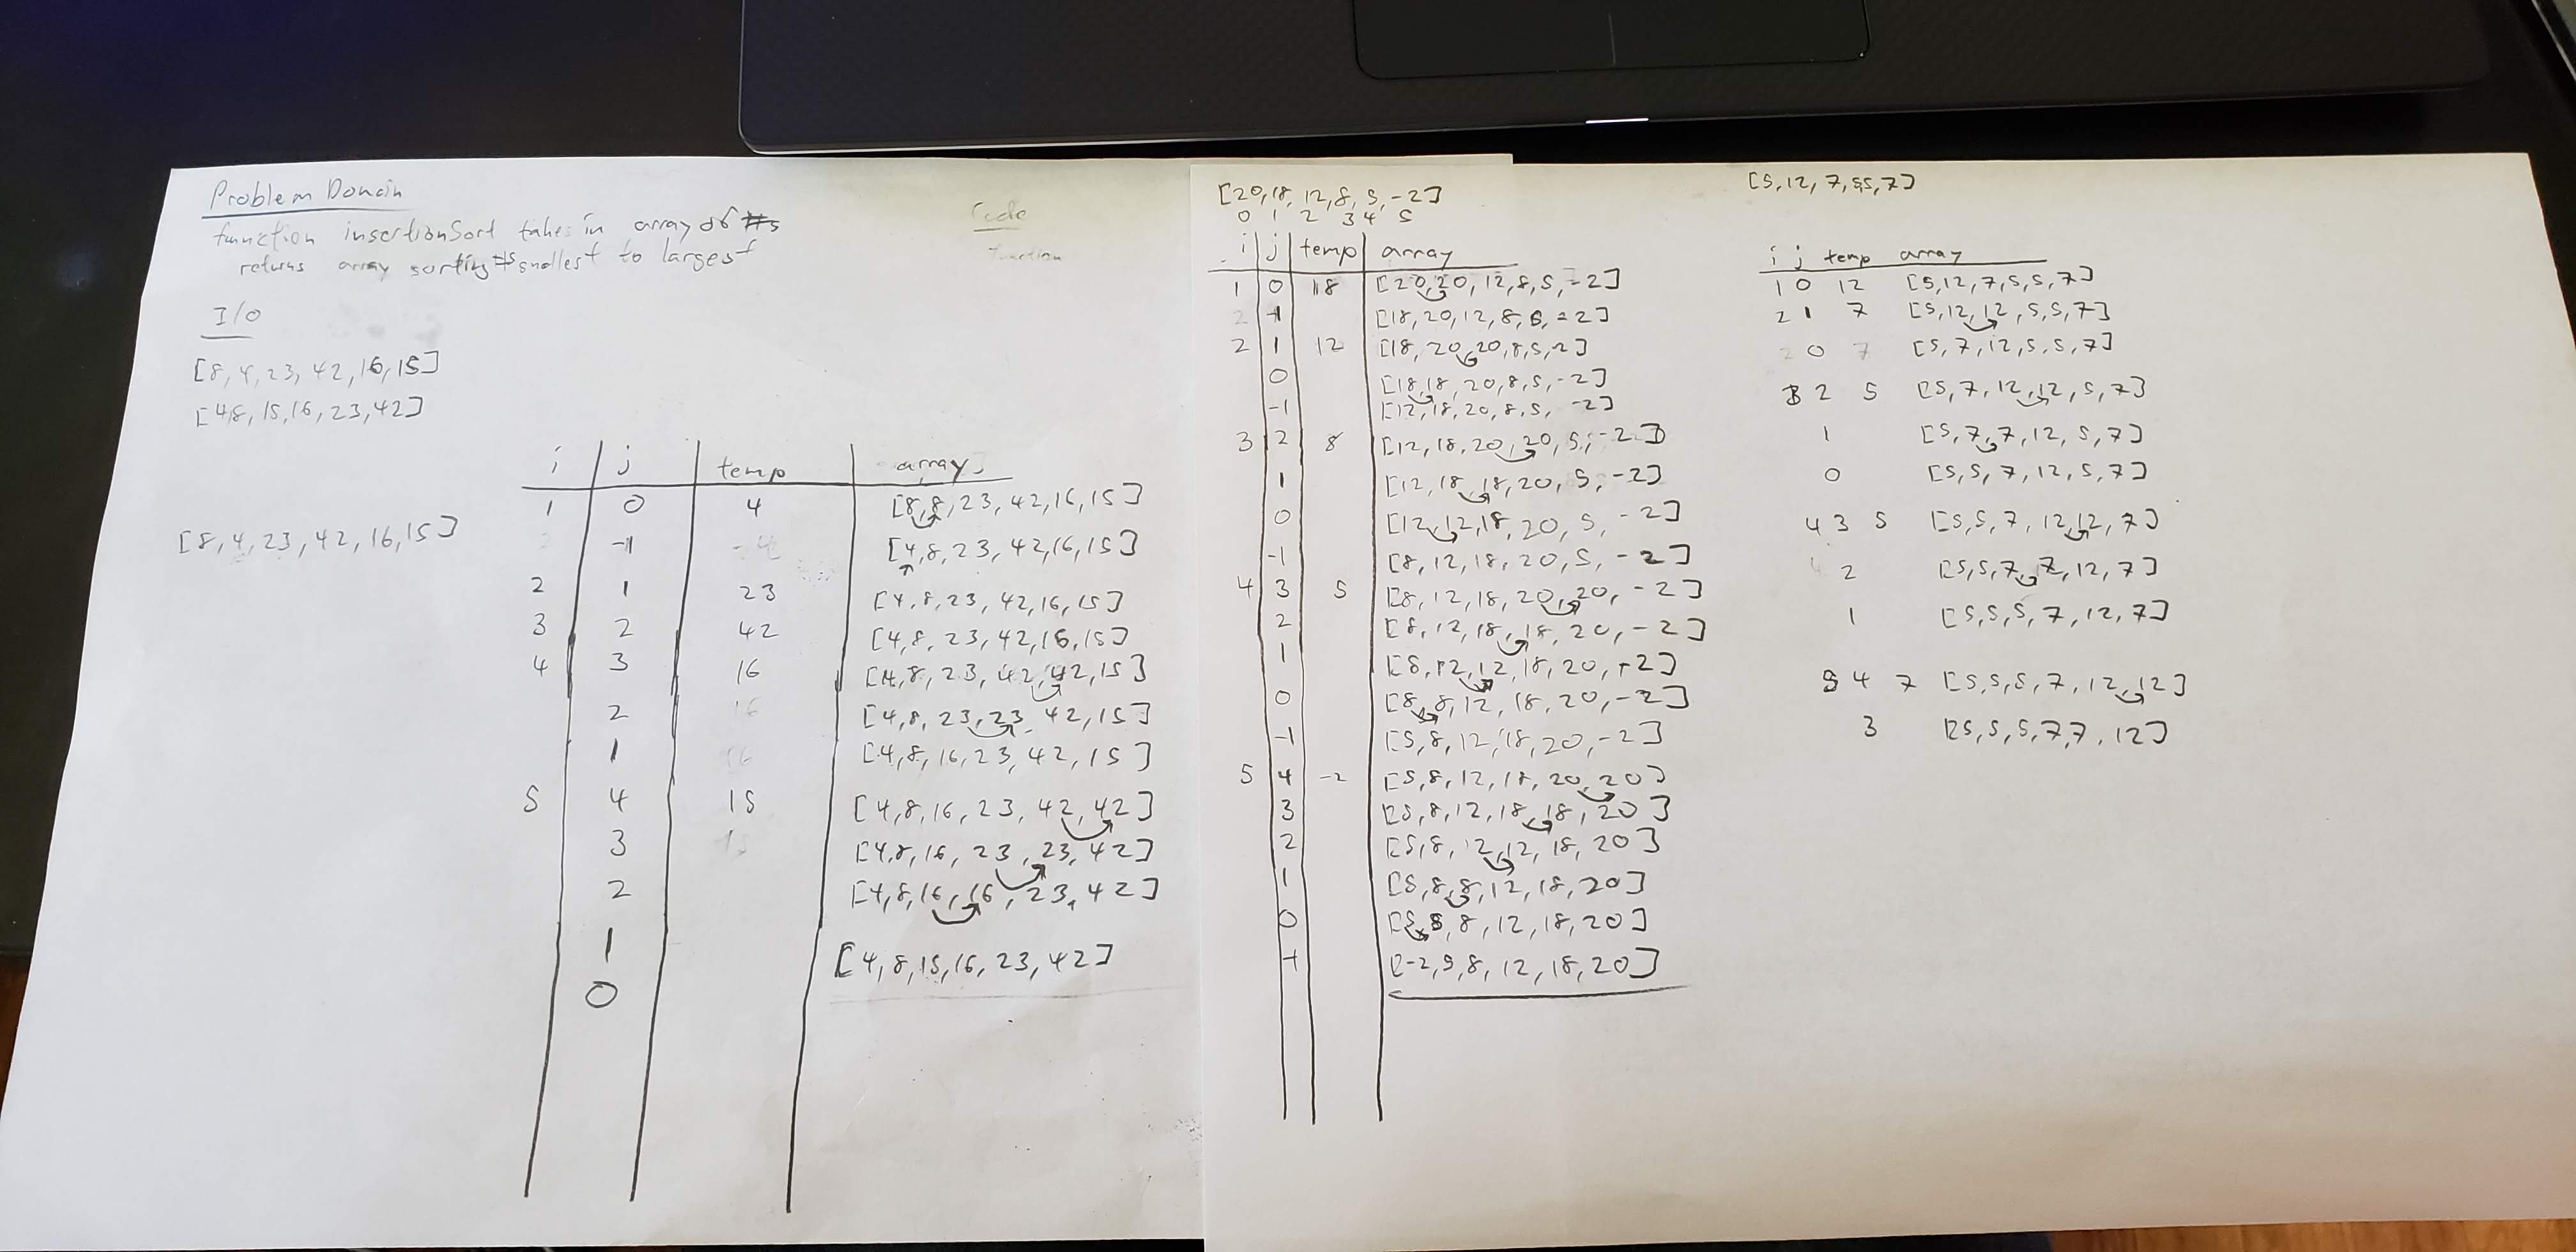 Problem Domain
function insertionSort takes in array of #s
returns array sorting #s smallest to largest
I/O
[8, 4, 23, 42, 16, 15]
[4, 8, 15, 16, 23, 42]
[8, 4, 23, 42, 16, 15]
Code
function
i j temp array
1 0 4 [8, 8, 23, 42, 16, 15]
-1 [4, 8, 23, 42, 16, 15]
2 1 23 [4, 8, 23, 42, 16, 15]
3 2 42 [4, 8, 23, 42, 16, 15]
4 3 16 [4, 8, 23, 42, 42, 15]
2 16 [4, 8, 23, 23, 42, 15]
1 16 [4, 8, 16, 23, 42, 15]
5 4 15 [4, 8, 16, 23, 42, 42]
3 15 [4, 8, 16, 23, 23, 42]
2 [4, 8, 16, 16, 23, 42]
1 [4, 8, 15, 16, 23, 42]
0
[20, 18, 12, 8, 5, -2]
0 1 2 3 4 5
i j temp array
1 0 18 [20, 20, 12, 8, 5, -2]
2 -1 [18, 20, 12, 8, 5, -2]
2 1 12 [18, 20, 20, 8, 5, -2]
0 [18, 18, 20, 8, 5, -2]
-1 [12, 18, 20, 8, 5, -2]
3 2 8 [12, 18, 20, 20, 5, -2]
1 [12, 18, 18, 20, 5, -2]
0 [12, 12, 18, 20, 5, -2]
-1 [8, 12, 18, 20, 5, -2]
4 3 5 [8, 12, 18, 20, 20, -2]
2 [8, 12, 18, 18, 20, -2]
1 [8, 12, 12, 18, 20, -2]
0 [8, 8, 12, 18, 20, -2]
-1 [5, 8, 12, 18, 20, -2]
5 4 -2 [5, 8, 12, 18, 20, 20]
3 [5, 8, 12, 18, 18, 20]
2 [5, 8, 12, 12, 18, 20]
1 [5, 8, 8, 12, 18, 20]
0 [5, 5, 8, 12, 18, 20]
-1 [-2, 5, 8, 12, 18, 20]
[5, 12, 7, 5, 5, 7]
i j temp array
1 0 12 [5, 12, 7, 5, 5, 7]
2 1 7 [5, 12, 12, 5, 5, 7]
2 0 7 [5, 7, 12, 5, 5, 7]
3 2 5 [5, 7, 12, 12, 5, 7]
1 [5, 7, 7, 12, 5, 7]
0 [5, 5, 7, 12, 5, 7]
4 3 5 [5, 5, 7, 12, 12, 7]
4 2 [5, 5, 7, 7, 12, 7]
1 [5, 5, 5, 7, 12, 7]
5 4 7 [5, 5, 5, 7, 12, 12]
3 [5, 5, 5, 7, 7, 12]